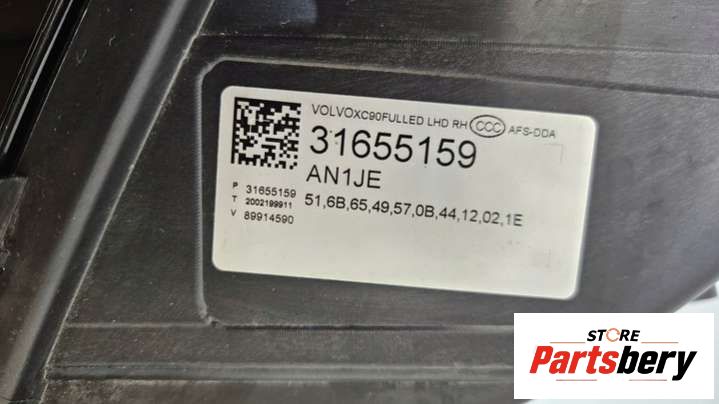 VOLVOXC90FULLED LHD RH CCC AFS-DDA
31655159
AN1JE
P 31655159
T 2002199911
V 89914590
51,6B,65,49,57,0B,44,12,02,1E
STORE
Partsbery